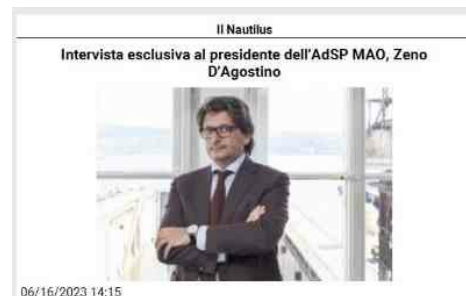 Il Nautilus
Intervista esclusiva al presidente dell'AdSP MAO, Zeno
D'Agostino
06/16/2023 14:15